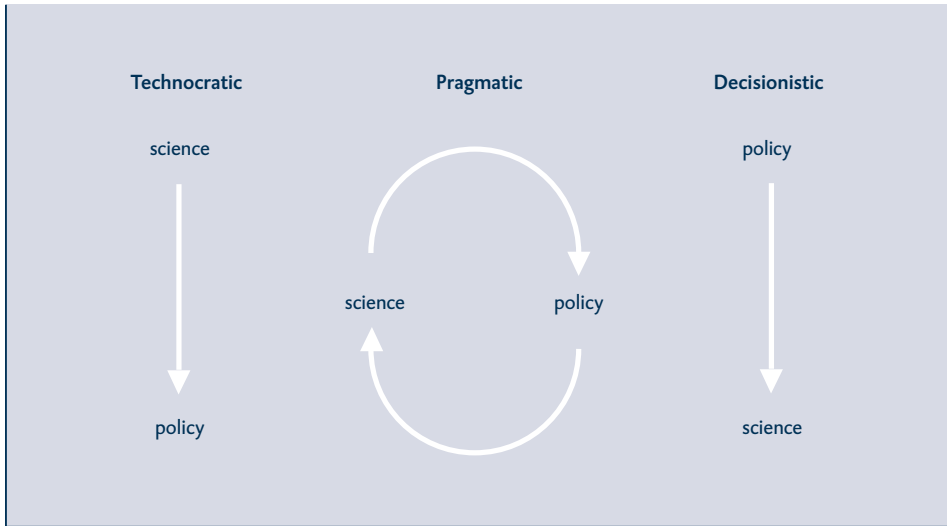 Technocratic
science
policy
Pragmatic
science
policy
Decisionistic
policy
science